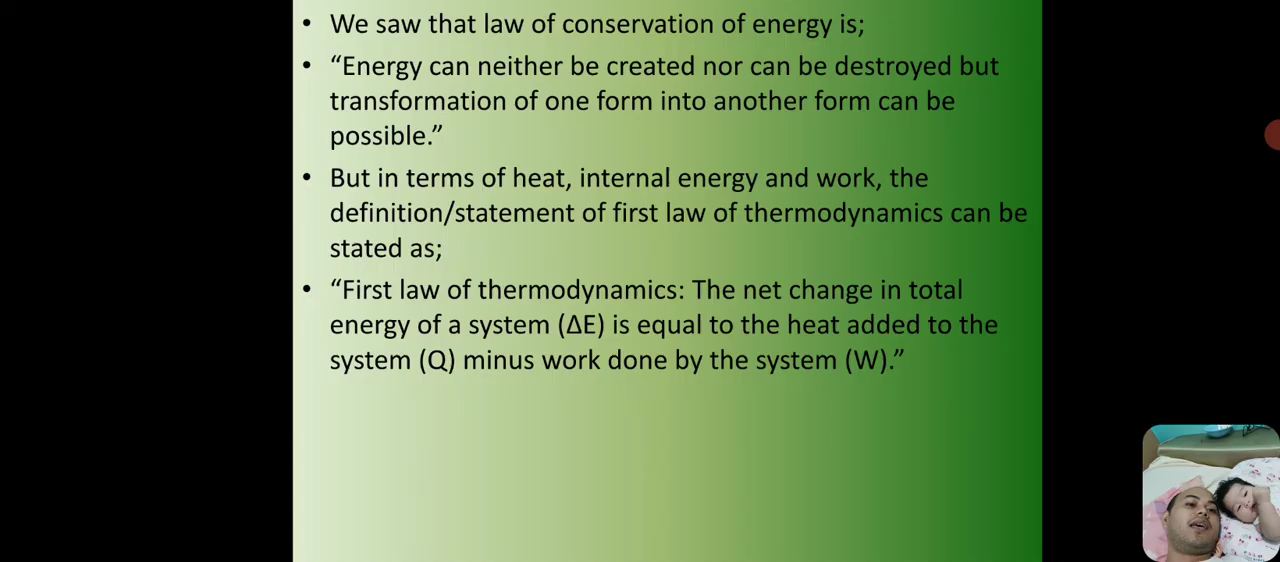 • We saw that law of conservation of energy is;
• “Energy can neither be created nor can be destroyed but
transformation of one form into another form can be
possible.”
• But in terms of heat, internal energy and work, the
definition/statement of first law of thermodynamics can be
stated as;
• “First law of thermodynamics: The net change in total
energy of a system (ΔE) is equal to the heat added to the
system (Q) minus work done by the system (W).”